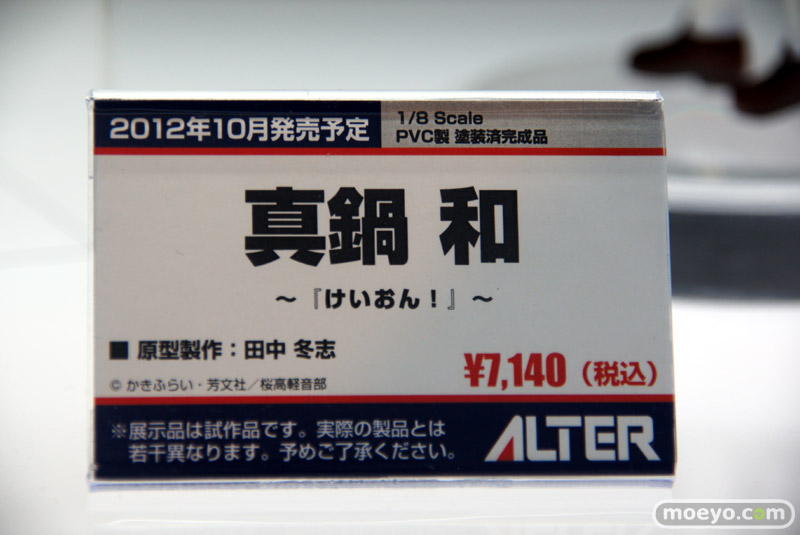 2012年10月発売予定
1/8 Scale
PVC製 塗装済完成品
真鍋 和
～『けいおん！』～
■ 原型製作：田中 冬志
¥7,140（税込）
© かきふらい・芳文社／桜高軽音部
※展示品は試作品です。実際の製品とは
若干異なります。予めご了承ください。
ALTER
moeyo.com